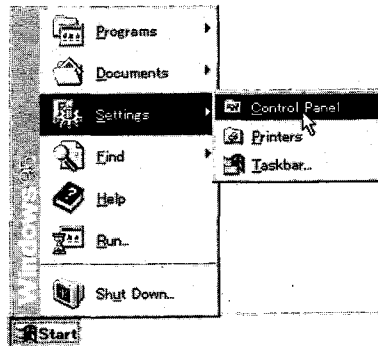 Programs
Documents
Settings
Control Panel
Printers
Taskbar...
Find
Help
Run...
Shut Down...
Windows 95
Start